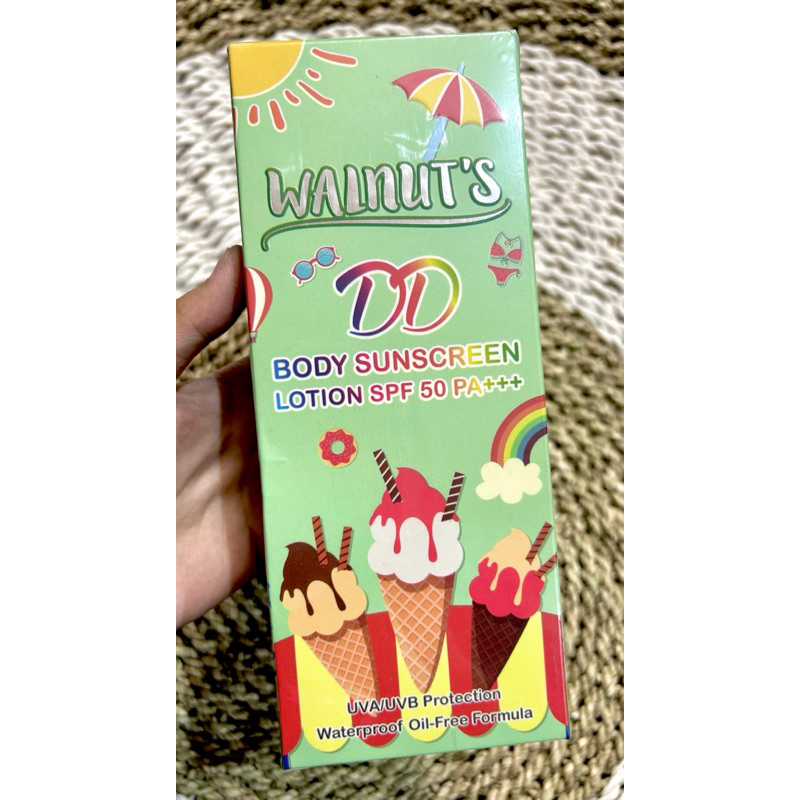 WALNUT'S
DD
BODY SUNSCREEN
LOTION SPF 50 PA+++
UVA/UVB Protection
Waterproof Oil-Free Formula